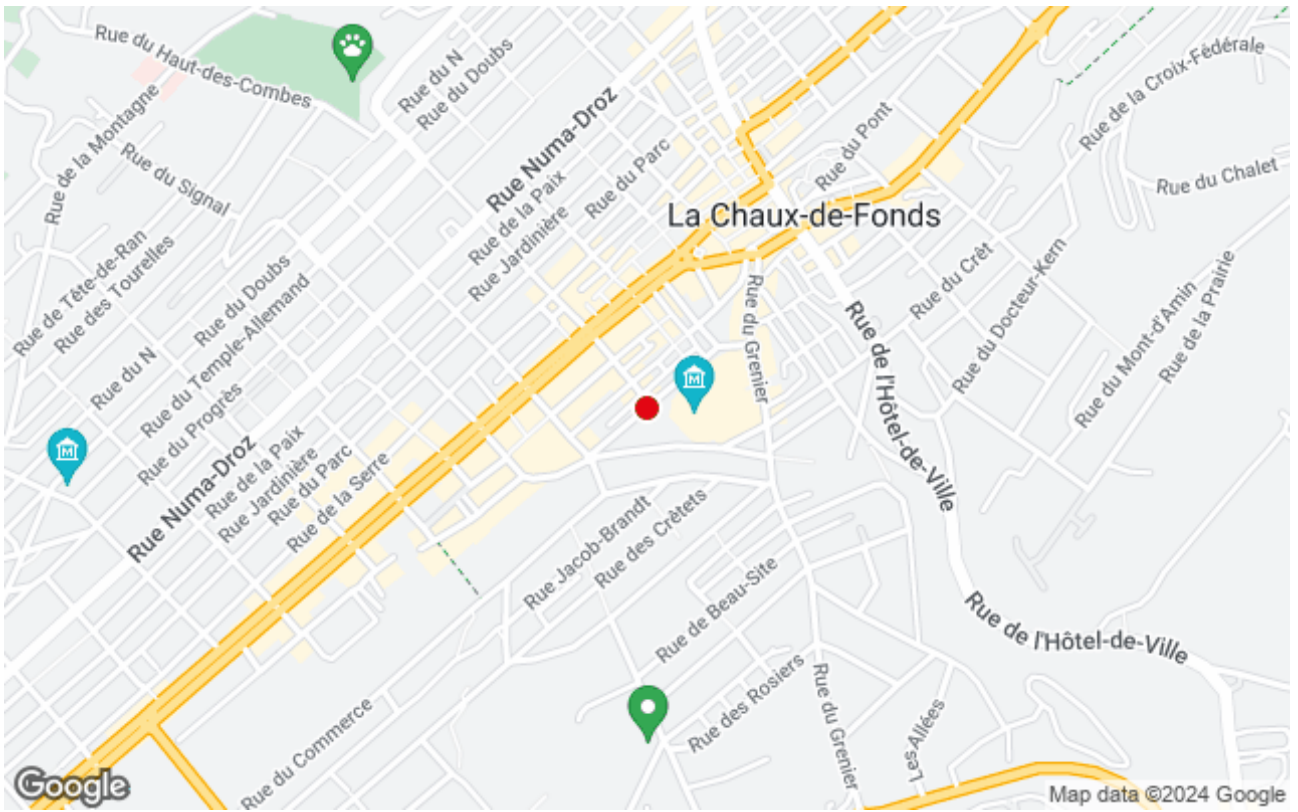 Rue du Haut-des-Combes
Rue du N
Rue du Doubs
Rue de la Croix-Fédérale
Rue de la Montagne
Rue Numa-Droz
Rue du Pont
Rue du Parc
Rue du Signal
Rue du Chalet
Rue de la Paix
La Chaux-de-Fonds
Rue Jardinière
Rue de Tête-de-Ran
Rue des Tourelles
Rue du Doubs
Rue du Crêt
Rue du Docteur-Kern
Rue de la Prairie
Rue du Temple-Allemand
Rue du Grenier
Rue de l'Hôtel-de-Ville
Rue du Mont-d'Amin
Rue du N
M
Rue du Progrès
M
Rue Numa-Droz
Rue de la Paix
Rue Jardinière
Rue du Parc
Rue de la Serre
Rue Jacob-Brandt
Rue des Crêtets
Rue de Beau-Site
Rue de l'Hôtel-de-Ville
Rue des Rosiers
Rue du Grenier
Les Allées
Rue du Commerce
Google
Map data ©2024 Google